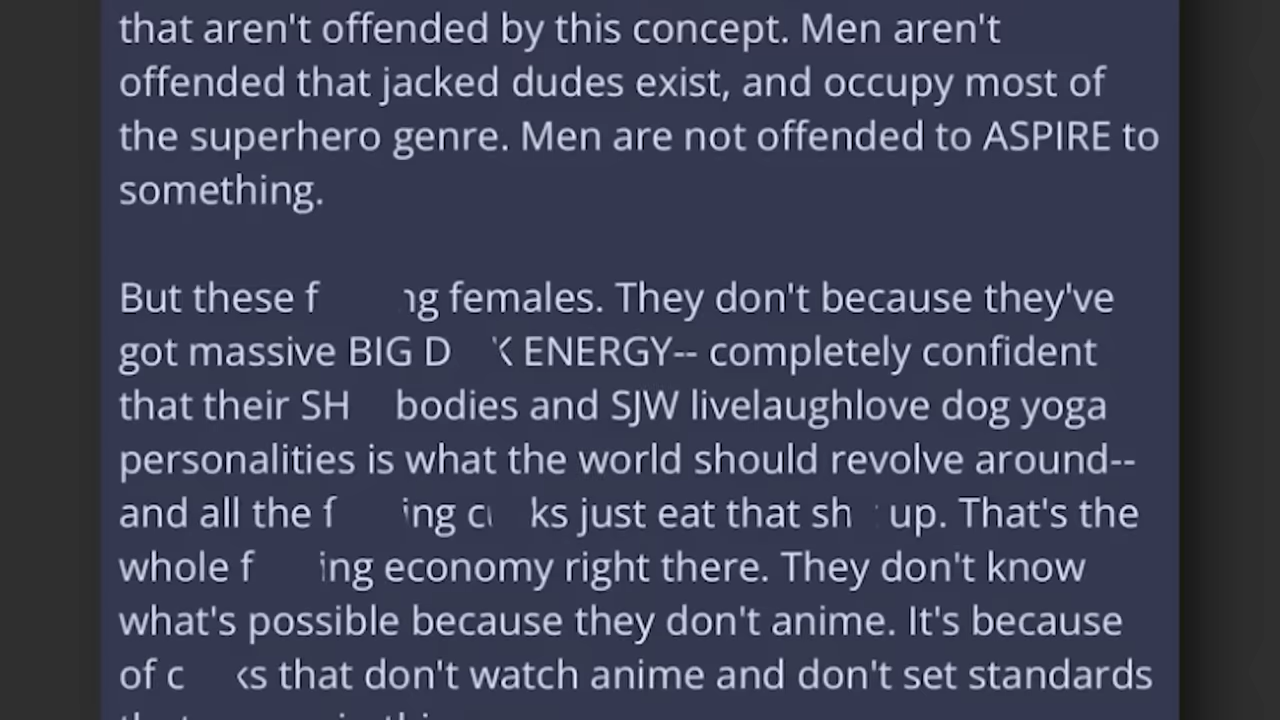 that aren't offended by this concept. Men aren't
offended that jacked dudes exist, and occupy most of
the superhero genre. Men are not offended to ASPIRE to
something.
But these f ng females. They don't because they've
got massive BIG D K ENERGY-- completely confident
that their SH bodies and SJW livelaughlove dog yoga
personalities is what the world should revolve around--
and all the f ing c ks just eat that sh up. That's the
whole f ing economy right there. They don't know
what's possible because they don't anime. It's because
of c ks that don't watch anime and don't set standards